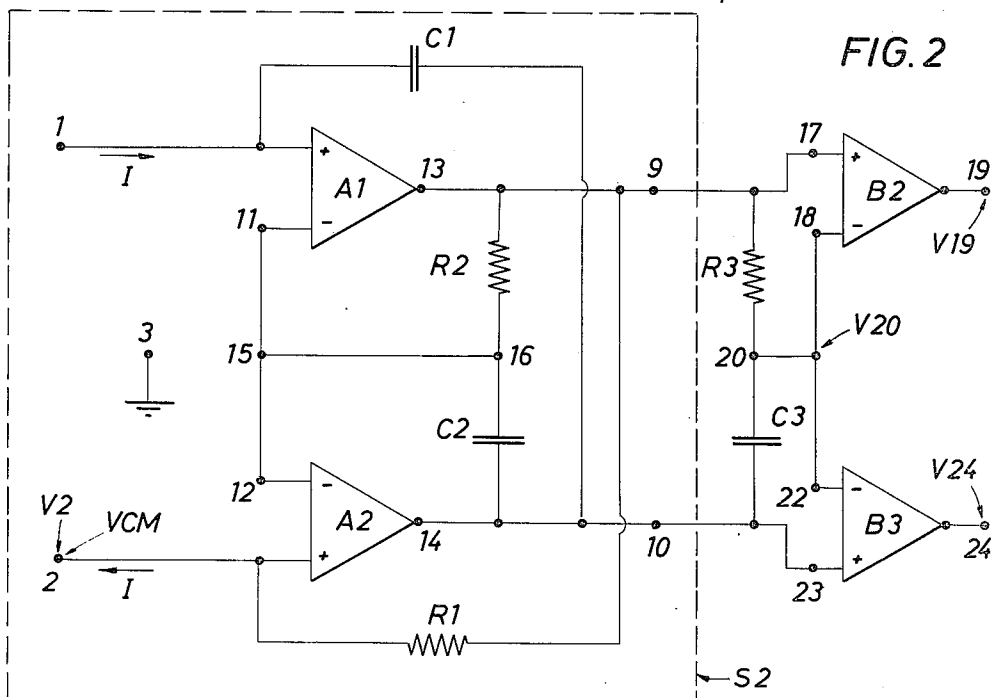 FIG. 2
C1
1
I
+
A1
13
9
17
+
B2
19
11
-
18
-
V19
R2
R3
3
15
16
20
V20
C2
C3
12
-
A2
14
10
22
-
B3
V24
24
V2
VCM
2
I
+
23
+
R1
S2